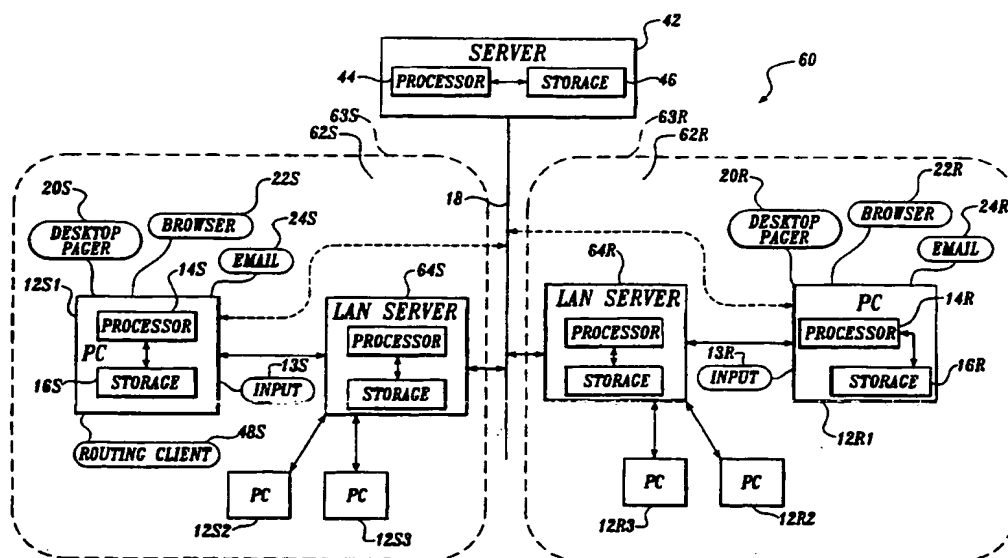 42
SERVER
44
PROCESSOR
STORAGE
46
60
63S
62S
63R
62R
20S
22S
18
20R
22R
DESKTOP PAGER
BROWSER
24S
DESKTOP PAGER
BROWSER
24R
EMAIL
EMAIL
14S
64S
64R
12S1
LAN SERVER
LAN SERVER
PC
14R
PROCESSOR
PROCESSOR
PROCESSOR
PROCESSOR
PC
13S
13R
16S
STORAGE
INPUT
STORAGE
STORAGE
INPUT
STORAGE
16R
48S
12R1
ROUTING CLIENT
PC
PC
PC
PC
12S2
12S3
12R3
12R2